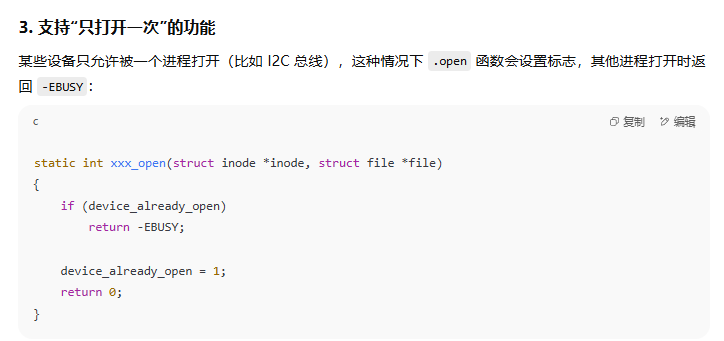 3. 支持“只打开一次”的功能
某些设备只允许被一个进程打开（比如 I2C 总线），这种情况下 .open 函数会设置标志，其他进程打开时返
回 -EBUSY：
c 复制 编辑
static int xxx_open(struct inode *inode, struct file *file)
{
    if (device_already_open)
        return -EBUSY;

    device_already_open = 1;
    return 0;
}